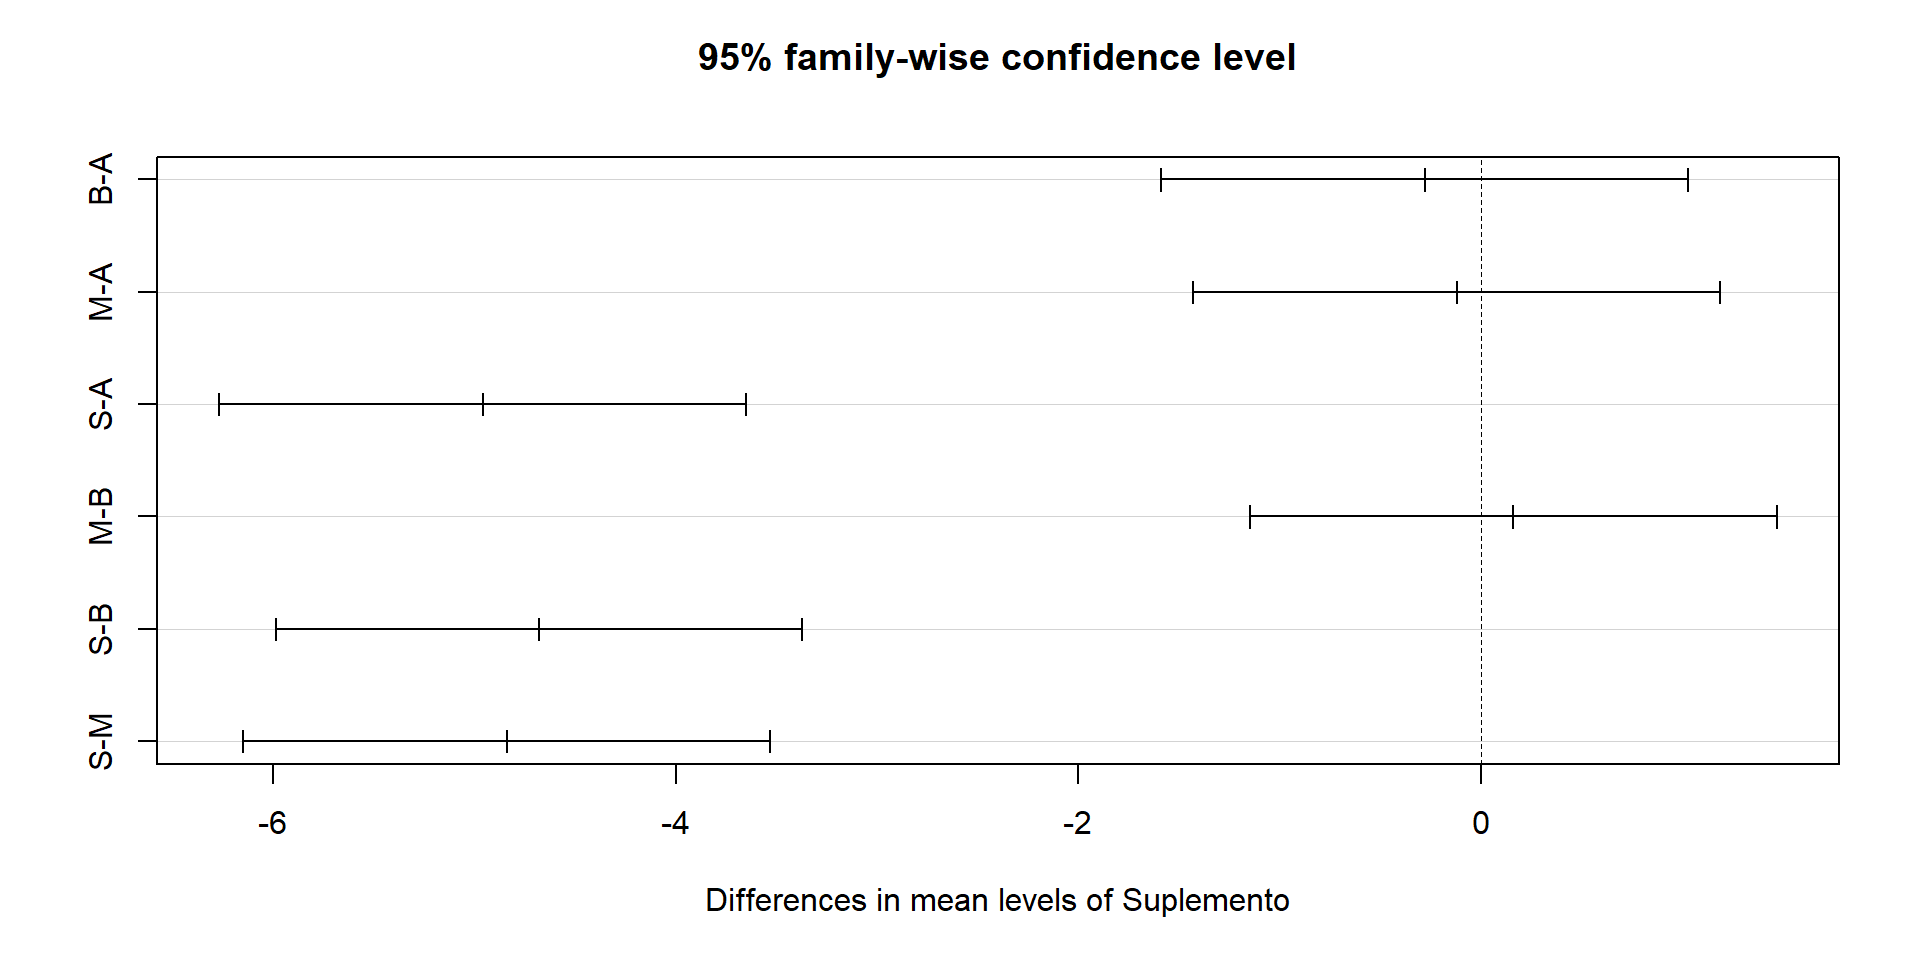 95% family-wise confidence level
B-A
M-A
S-A
M-B
S-B
S-M
-6 -4 -2 0
Differences in mean levels of Suplemento